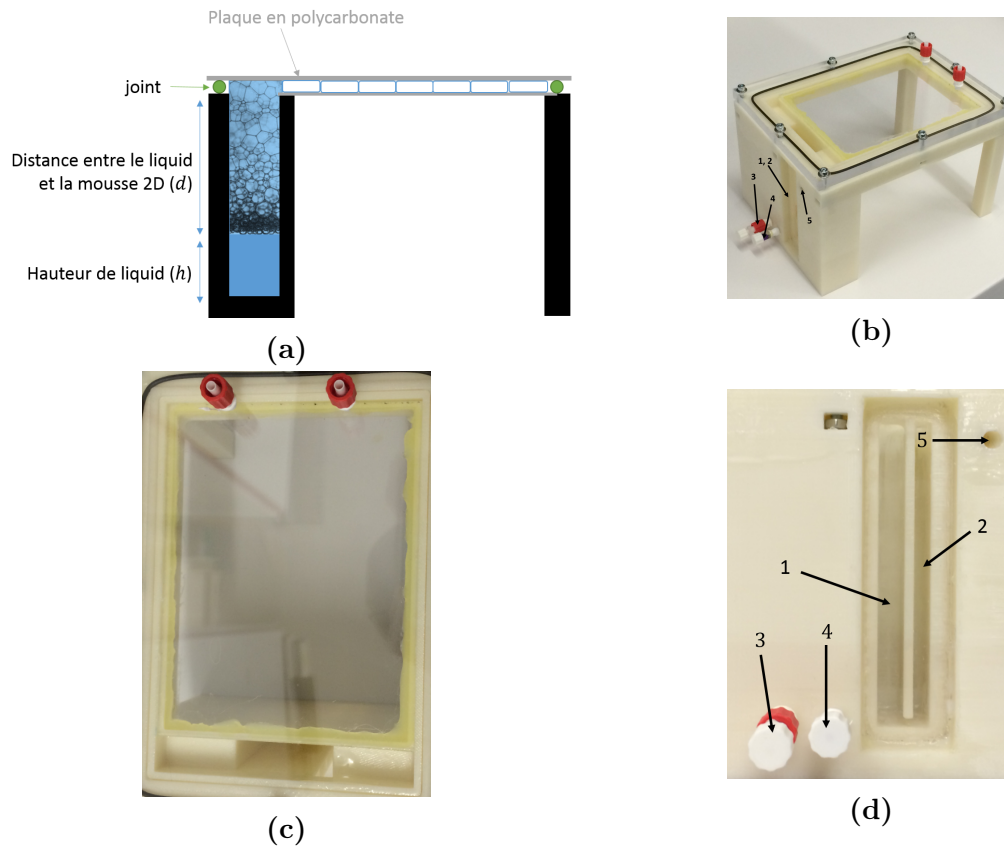 Plaque en polycarbonate
joint
Distance entre le liquid
et la mousse 2D (d)
Hauteur de liquid (h)
(a)
1, 2
3
4
5
(b)
(c)
5
2
1
3
4
(d)